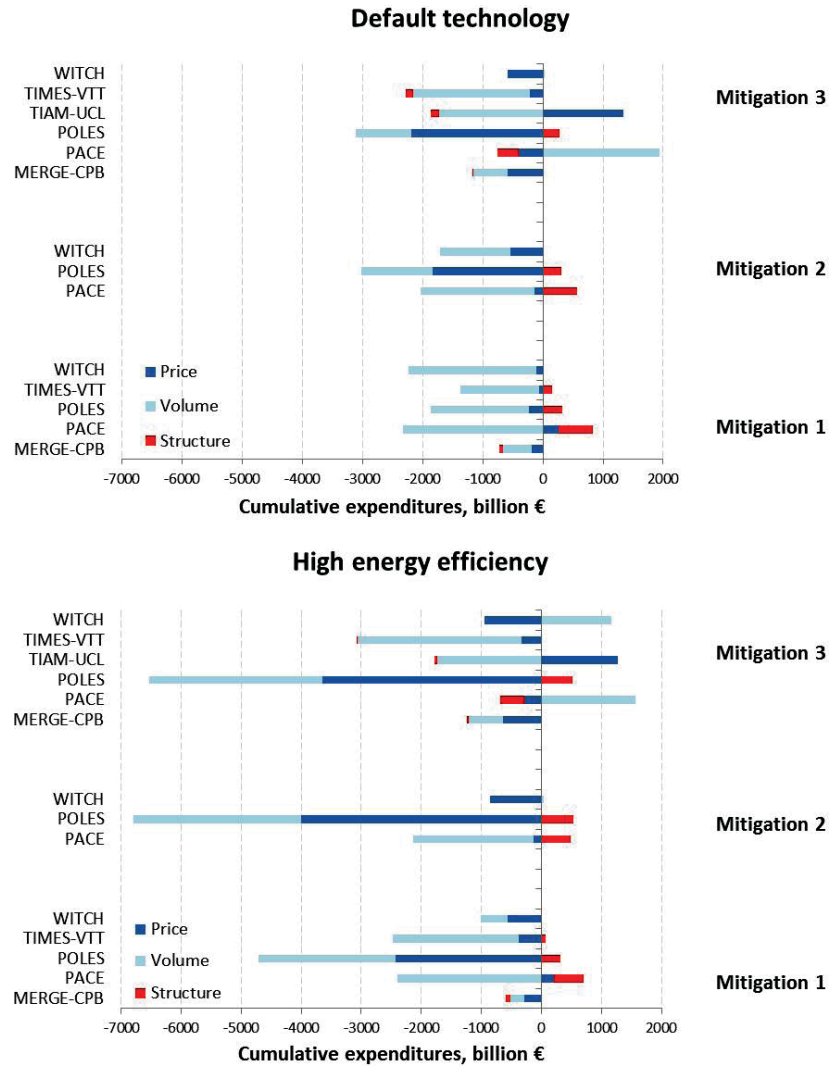 Default technology
WITCH
TIMES-VTT
TIAM-UCL
POLES
PACE
MERGE-CPB
Mitigation 3
WITCH
POLES
PACE
Mitigation 2
WITCH
TIMES-VTT
POLES
PACE
MERGE-CPB
Price
Volume
Structure
Mitigation 1
-7000 -6000 -5000 -4000 -3000 -2000 -1000 0 1000 2000
Cumulative expenditures, billion €
High energy efficiency
WITCH
TIMES-VTT
TIAM-UCL
POLES
PACE
MERGE-CPB
Mitigation 3
WITCH
POLES
PACE
Mitigation 2
WITCH
TIMES-VTT
POLES
PACE
MERGE-CPB
Price
Volume
Structure
Mitigation 1
-7000 -6000 -5000 -4000 -3000 -2000 -1000 0 1000 2000
Cumulative expenditures, billion €